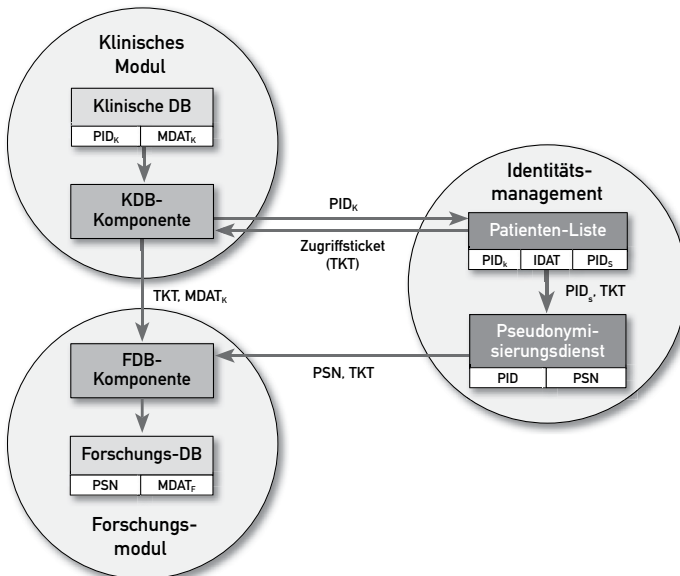 Klinisches
Modul
Klinische DB
PIDₖ MDATₖ
KDB-
Komponente
PIDₖ
Zugriffsticket
(TKT)
Identitäts-
management
Patienten-Liste
PIDₖ IDAT PIDₛ
PIDₛ, TKT
Pseudonymi-
sierungsdienst
PID PSN
TKT, MDATₖ
PSN, TKT
FDB-
Komponente
Forschungs-DB
PSN MDAT_F
Forschungs-
modul